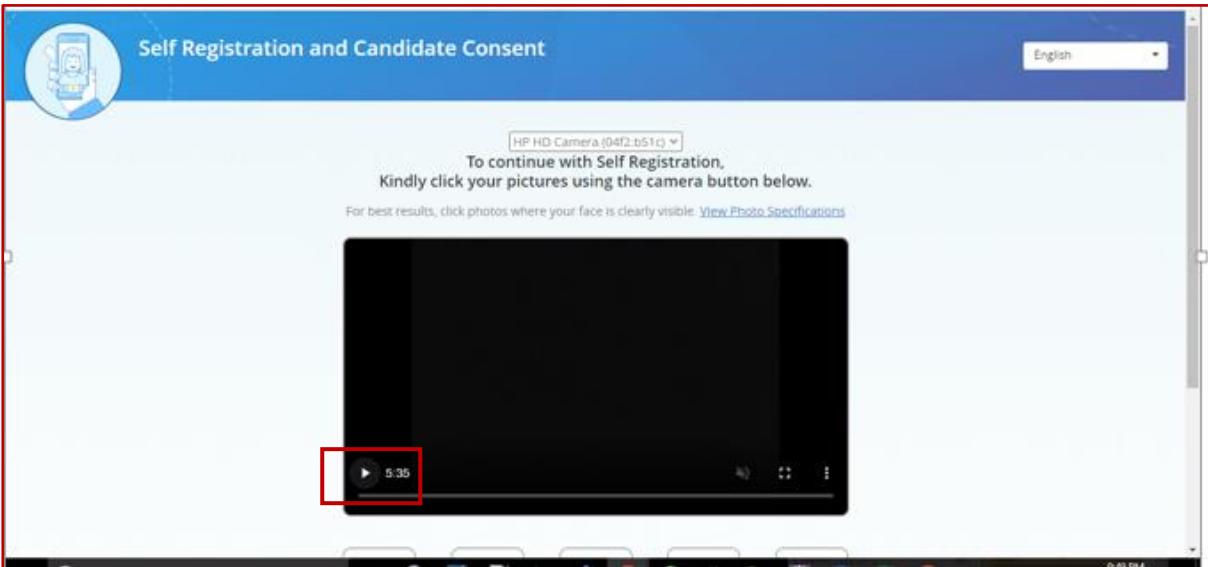 Self Registration and Candidate Consent
English
HP HD Camera (04f2:b51c)
To continue with Self Registration,
Kindly click your pictures using the camera button below.
For best results, click photos where your face is clearly visible. View Photo Specifications
5:35